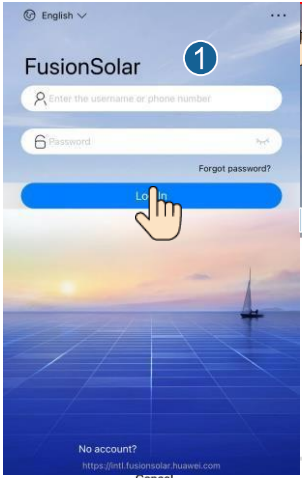 English
...
FusionSolar
1
Enter the username or phone number
Password
Forgot password?
Log In
No account?
https://intl.fusionsolar.huawei.com
Cancel